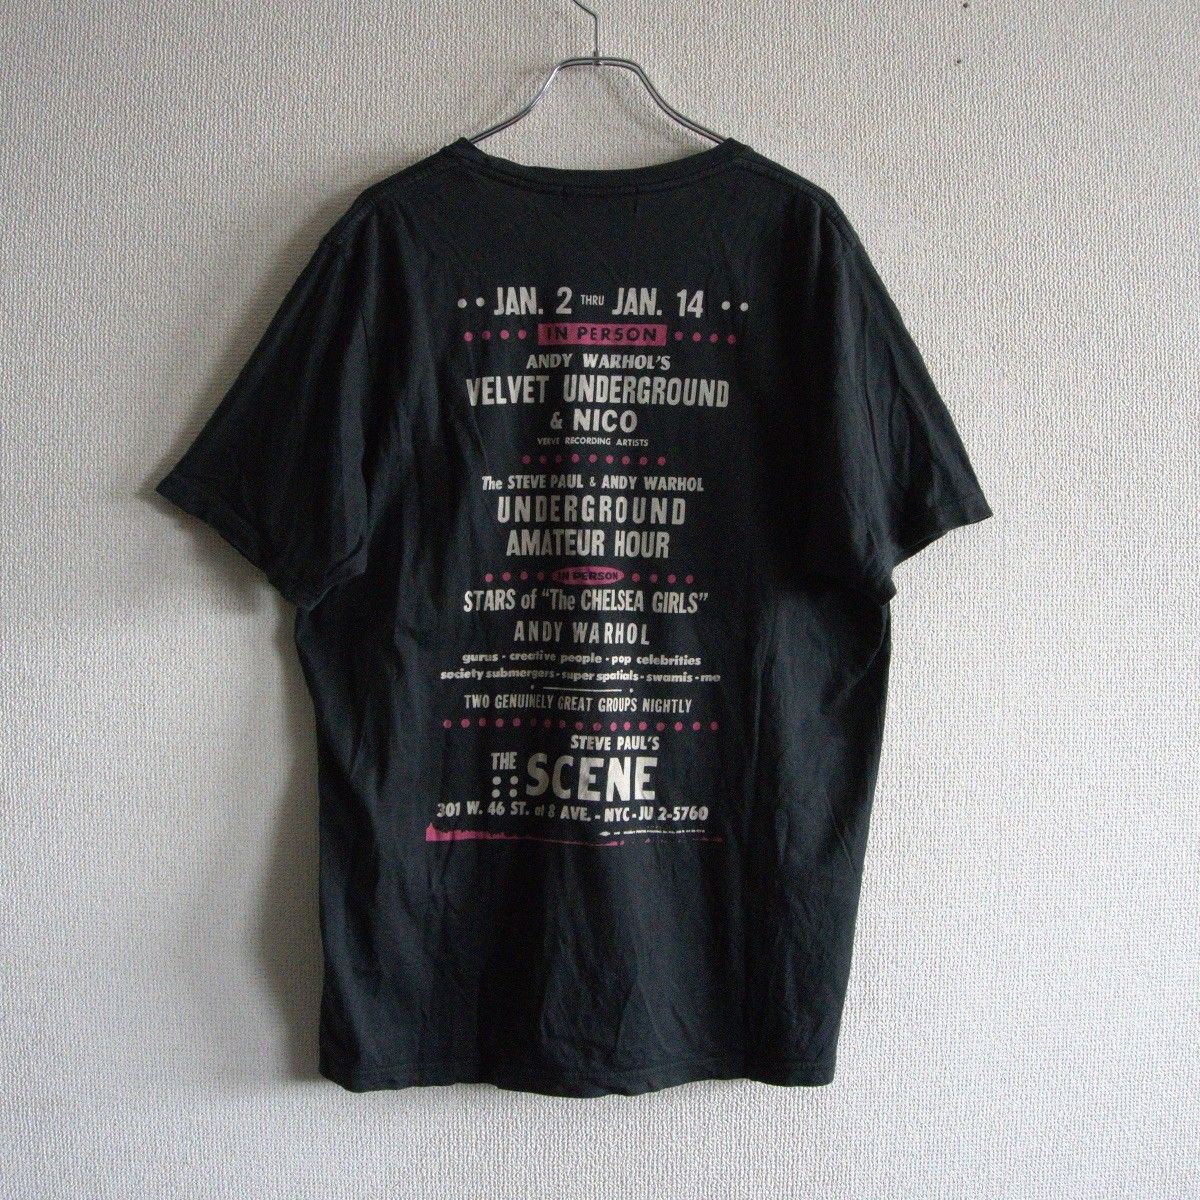 JAN. 2 THRU JAN. 14
IN PERSON
ANDY WARHOL'S
VELVET UNDERGROUND
& NICO
VERVE RECORDING ARTISTS
The STEVE PAUL & ANDY WARHOL
UNDERGROUND
AMATEUR HOUR
IN PERSON
STARS of "The CHELSEA GIRLS"
ANDY WARHOL
gurus - creative people - pop celebrities
society submergers - super spatials - swamis - me
TWO GENUINELY GREAT GROUPS NIGHTLY
STEVE PAUL'S
THE SCENE
301 W. 46 ST. at 8 AVE. - NYC - JU 2-5760